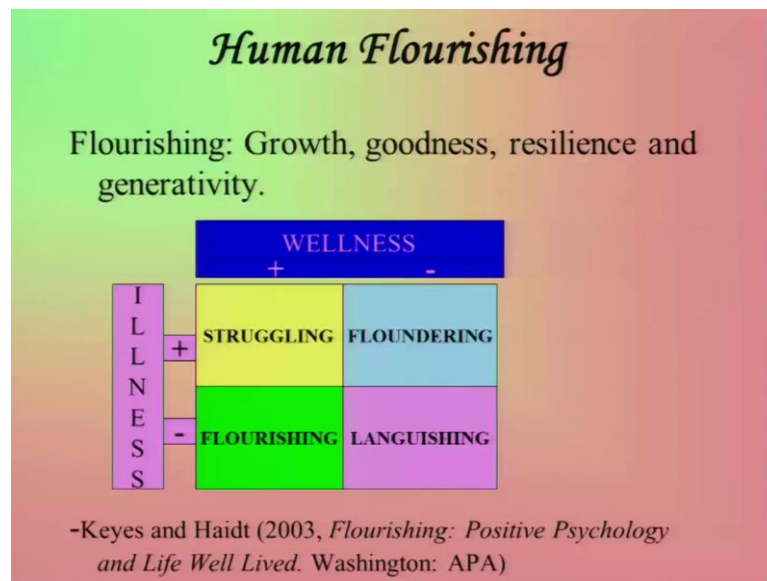 Human Flourishing
Flourishing: Growth, goodness, resilience and
generativity.
WELLNESS
+ -
ILLNESS
+
STRUGGLING FLOUNDERING
-
FLOURISHING LANGUISHING
-Keyes and Haidt (2003, Flourishing: Positive Psychology
and Life Well Lived. Washington: APA)